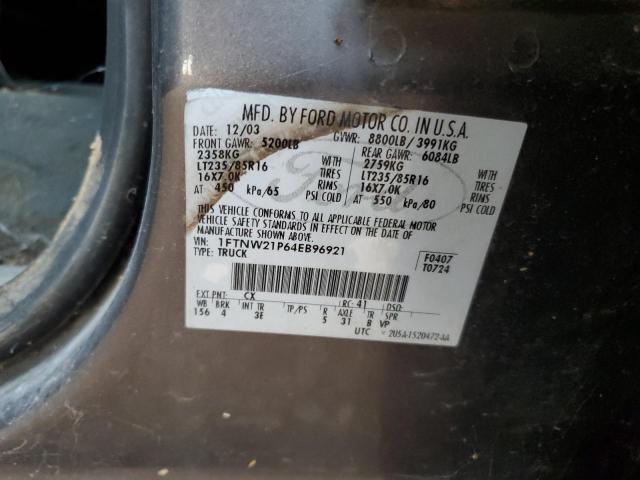 MFD. BY FORD MOTOR CO. IN U.S.A.
DATE: 12/03 GVWR: 8800LB/3991KG
FRONT GAWR: 5200LB REAR GAWR: 6084LB
2358KG WITH 2759KG WITH
LT235/85R16 TIRES LT235/85R16 TIRES
16X7.0K RIMS 16X7.0K RIMS
AT 450 kPa/65 PSI COLD AT 550 kPa/80 PSI COLD
THIS VEHICLE CONFORMS TO ALL APPLICABLE FEDERAL MOTOR
VEHICLE SAFETY STANDARDS IN EFFECT ON THE DATE OF
MANUFACTURE SHOWN ABOVE.
VIN: 1FTNW21P64EB96921 F0407
TYPE: TRUCK T0724
EXT PNT: CX RC: 41 DSO:
WB BRK INT TR TP/PS R AXLE TR SPR
156 4 3E 5 31 B VP
UTC 2U5A-1520472-AA
Ford